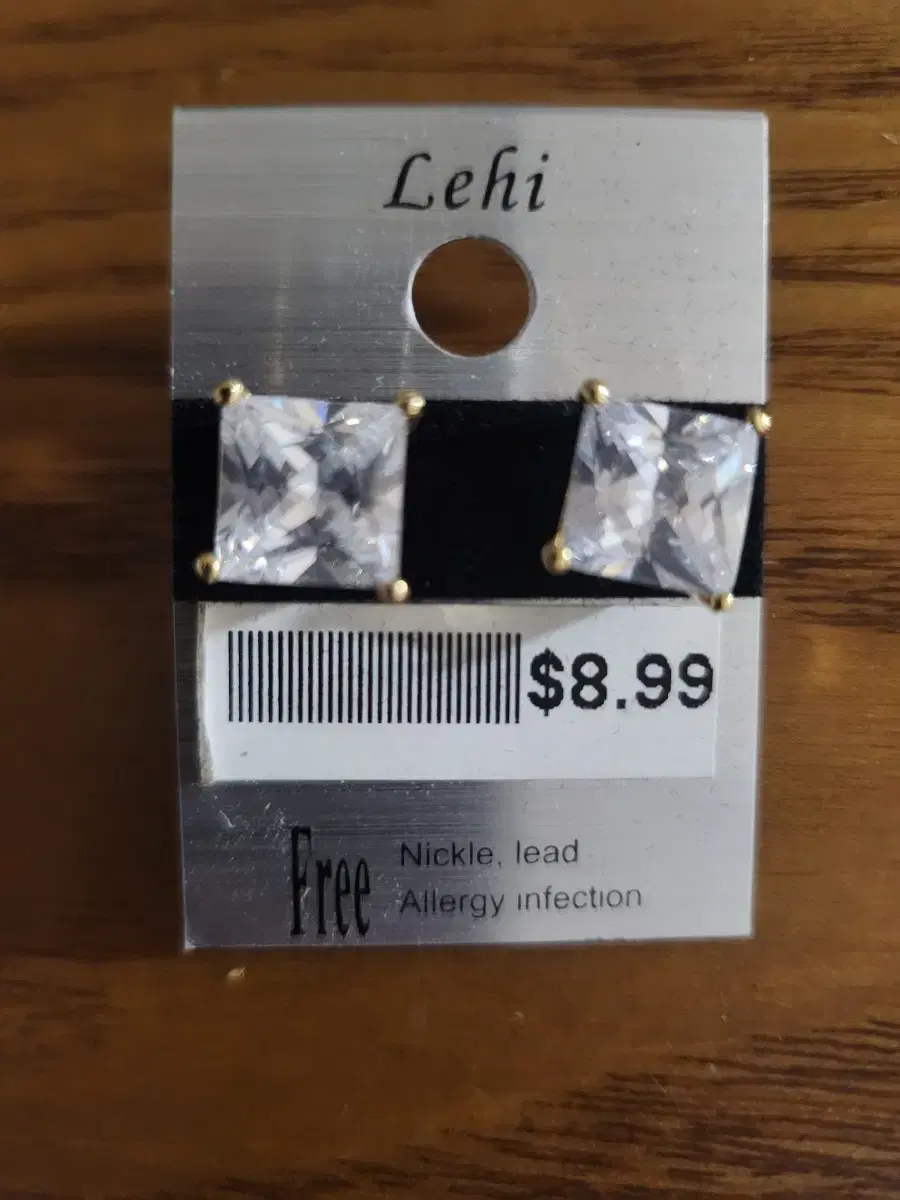 Lehi
$8.99
Free
Nickle, lead
Allergy infection